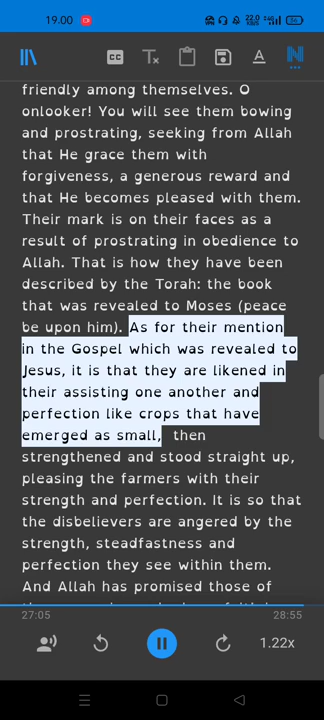 19.00
22.0
CC
friendly among themselves. O
onlooker! You will see them bowing
and prostrating, seeking from Allah
that He grace them with
forgiveness, a generous reward and
that He becomes pleased with them.
Their mark is on their faces as a
result of prostrating in obedience to
Allah. That is how they have been
described by the Torah: the book
that was revealed to Moses (peace
be upon him). As for their mention
in the Gospel which was revealed to
Jesus, it is that they are likened in
their assisting one another and
perfection like crops that have
emerged as small, then
strengthened and stood straight up,
pleasing the farmers with their
strength and perfection. It is so that
the disbelievers are angered by the
strength, steadfastness and
perfection they see within them.
And Allah has promised those of
27:05 28:55
1.22x